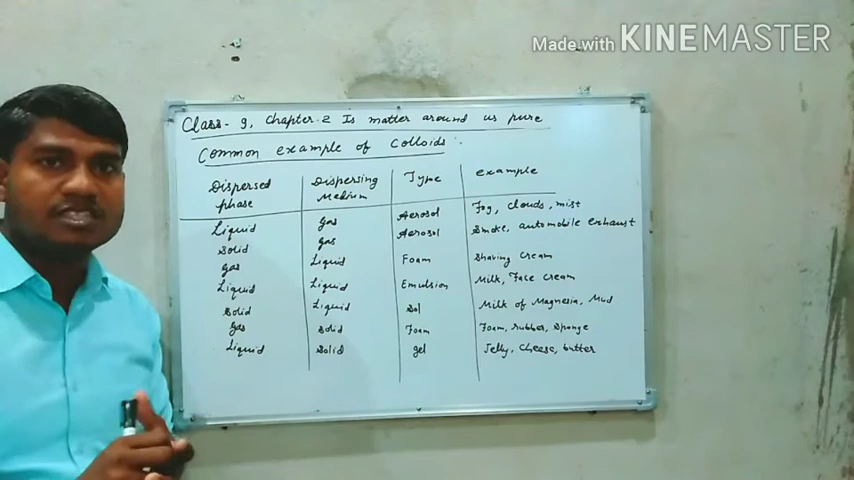 Made with KINEMASTER
Class- 9, chapter-2 Is matter around us pure
Common example of colloids :
Dispersed phase | Dispersing Medium | Type | example
Liquid | gas | Aerosol | Fog, clouds, mist
Solid | gas | Aerosol | Smoke, automobile exhaust
gas | Liquid | Foam | Shaving cream
Liquid | Liquid | Emulsion | Milk, Face cream
Solid | Liquid | Sol | Milk of Magnesia, Mud
gas | Solid | Foam | Foam, rubber, sponge
Liquid | Solid | gel | Jelly, cheese, butter